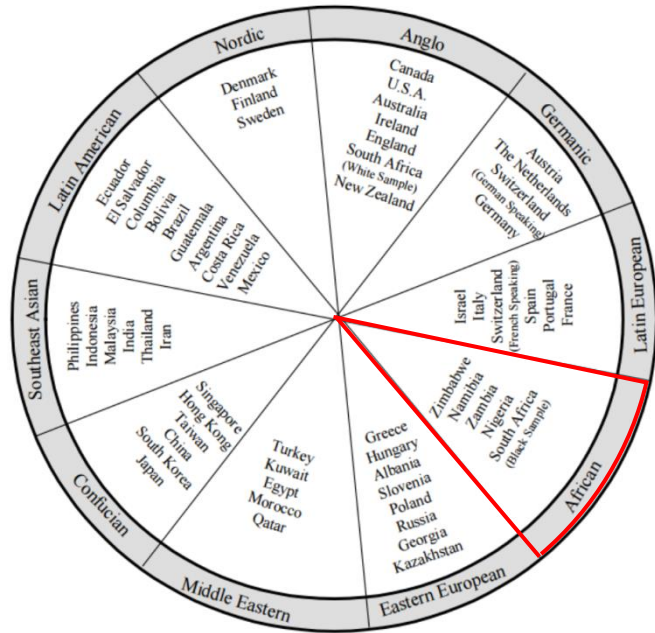 Nordic
Denmark
Finland
Sweden
Anglo
Canada
U.S.A.
Australia
Ireland
England
South Africa
(White Sample)
New Zealand
Germanic
Austria
The Netherlands
Switzerland
(German Speaking)
Germany
Latin European
Israel
Italy
Switzerland
(French Speaking)
Spain
Portugal
France
African
Zimbabwe
Namibia
Zambia
Nigeria
South Africa
(Black Sample)
Eastern European
Greece
Hungary
Albania
Slovenia
Poland
Russia
Georgia
Kazakhstan
Middle Eastern
Turkey
Kuwait
Egypt
Morocco
Qatar
Confucian
Singapore
Hong Kong
Taiwan
China
South Korea
Japan
Southeast Asian
Philippines
Indonesia
Malaysia
India
Thailand
Iran
Latin American
Ecuador
El Salvador
Columbia
Bolivia
Brazil
Guatemala
Argentina
Costa Rica
Venezuela
Mexico